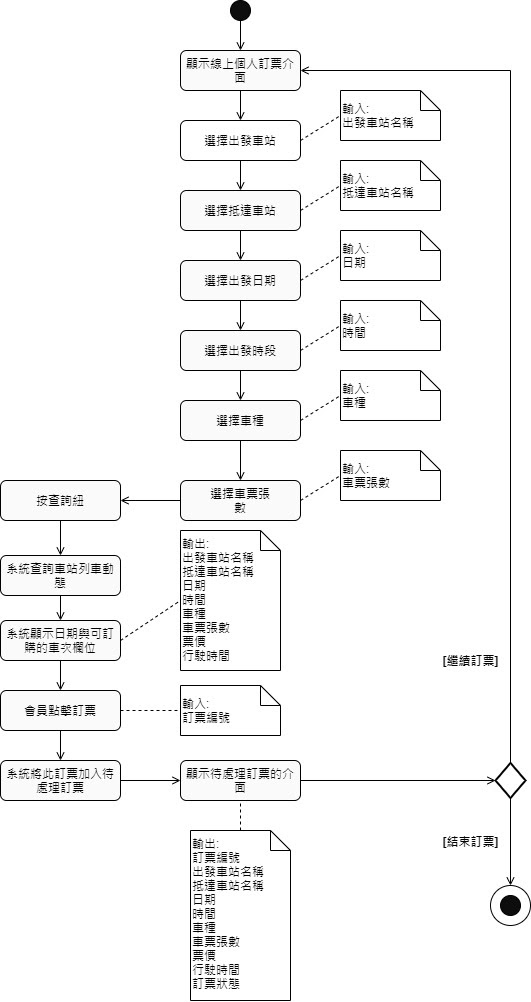 顯示線上個人訂票介
面
輸入:
出發車站名稱
選擇出發車站
輸入:
抵達車站名稱
選擇抵達車站
輸入:
日期
選擇出發日期
輸入:
時間
選擇出發時段
輸入:
車種
選擇車種
輸入:
車票張數
選擇車票張
數
按查詢紐
系統查詢車站列車動
態
輸出:
出發車站名稱
抵達車站名稱
日期
時間
車種
車票張數
票價
行駛時間
系統顯示日期與可訂
購的車次欄位
[繼續訂票]
會員點擊訂票
輸入:
訂票編號
系統將此訂票加入待
處理訂票
顯示待處理訂票的介
面
[結束訂票]
輸出:
訂票編號
出發車站名稱
抵達車站名稱
日期
時間
車種
車票張數
票價
行駛時間
訂票狀態